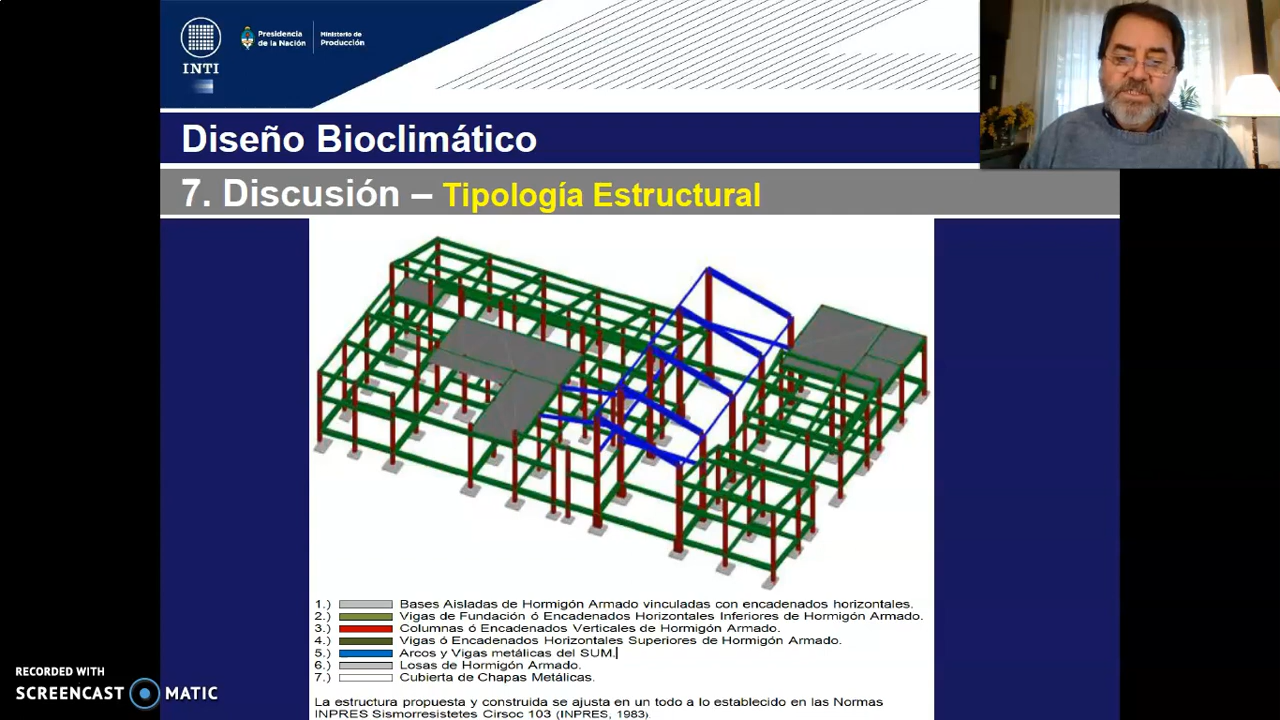 INTI
Presidencia
de la Nación
Ministerio de
Producción
Diseño Bioclimático
7. Discusión – Tipología Estructural
1.) Bases Aisladas de Hormigón Armado vinculadas con encadenados horizontales.
2.) Vigas de Fundación ó Encadenados Horizontales Inferiores de Hormigón Armado.
3.) Columnas ó Encadenados Verticales de Hormigón Armado.
4.) Vigas ó Encadenados Horizontales Superiores de Hormigón Armado.
5.) Arcos y Vigas metálicas del SUM.
6.) Losas de Hormigón Armado.
7.) Cubierta de Chapas Metálicas.
La estructura propuesta y construida se ajusta en un todo a lo establecido en las Normas
INPRES Sismorresistetes Cirsoc 103 (INPRES, 1983).
RECORDED WITH
SCREENCAST MATIC